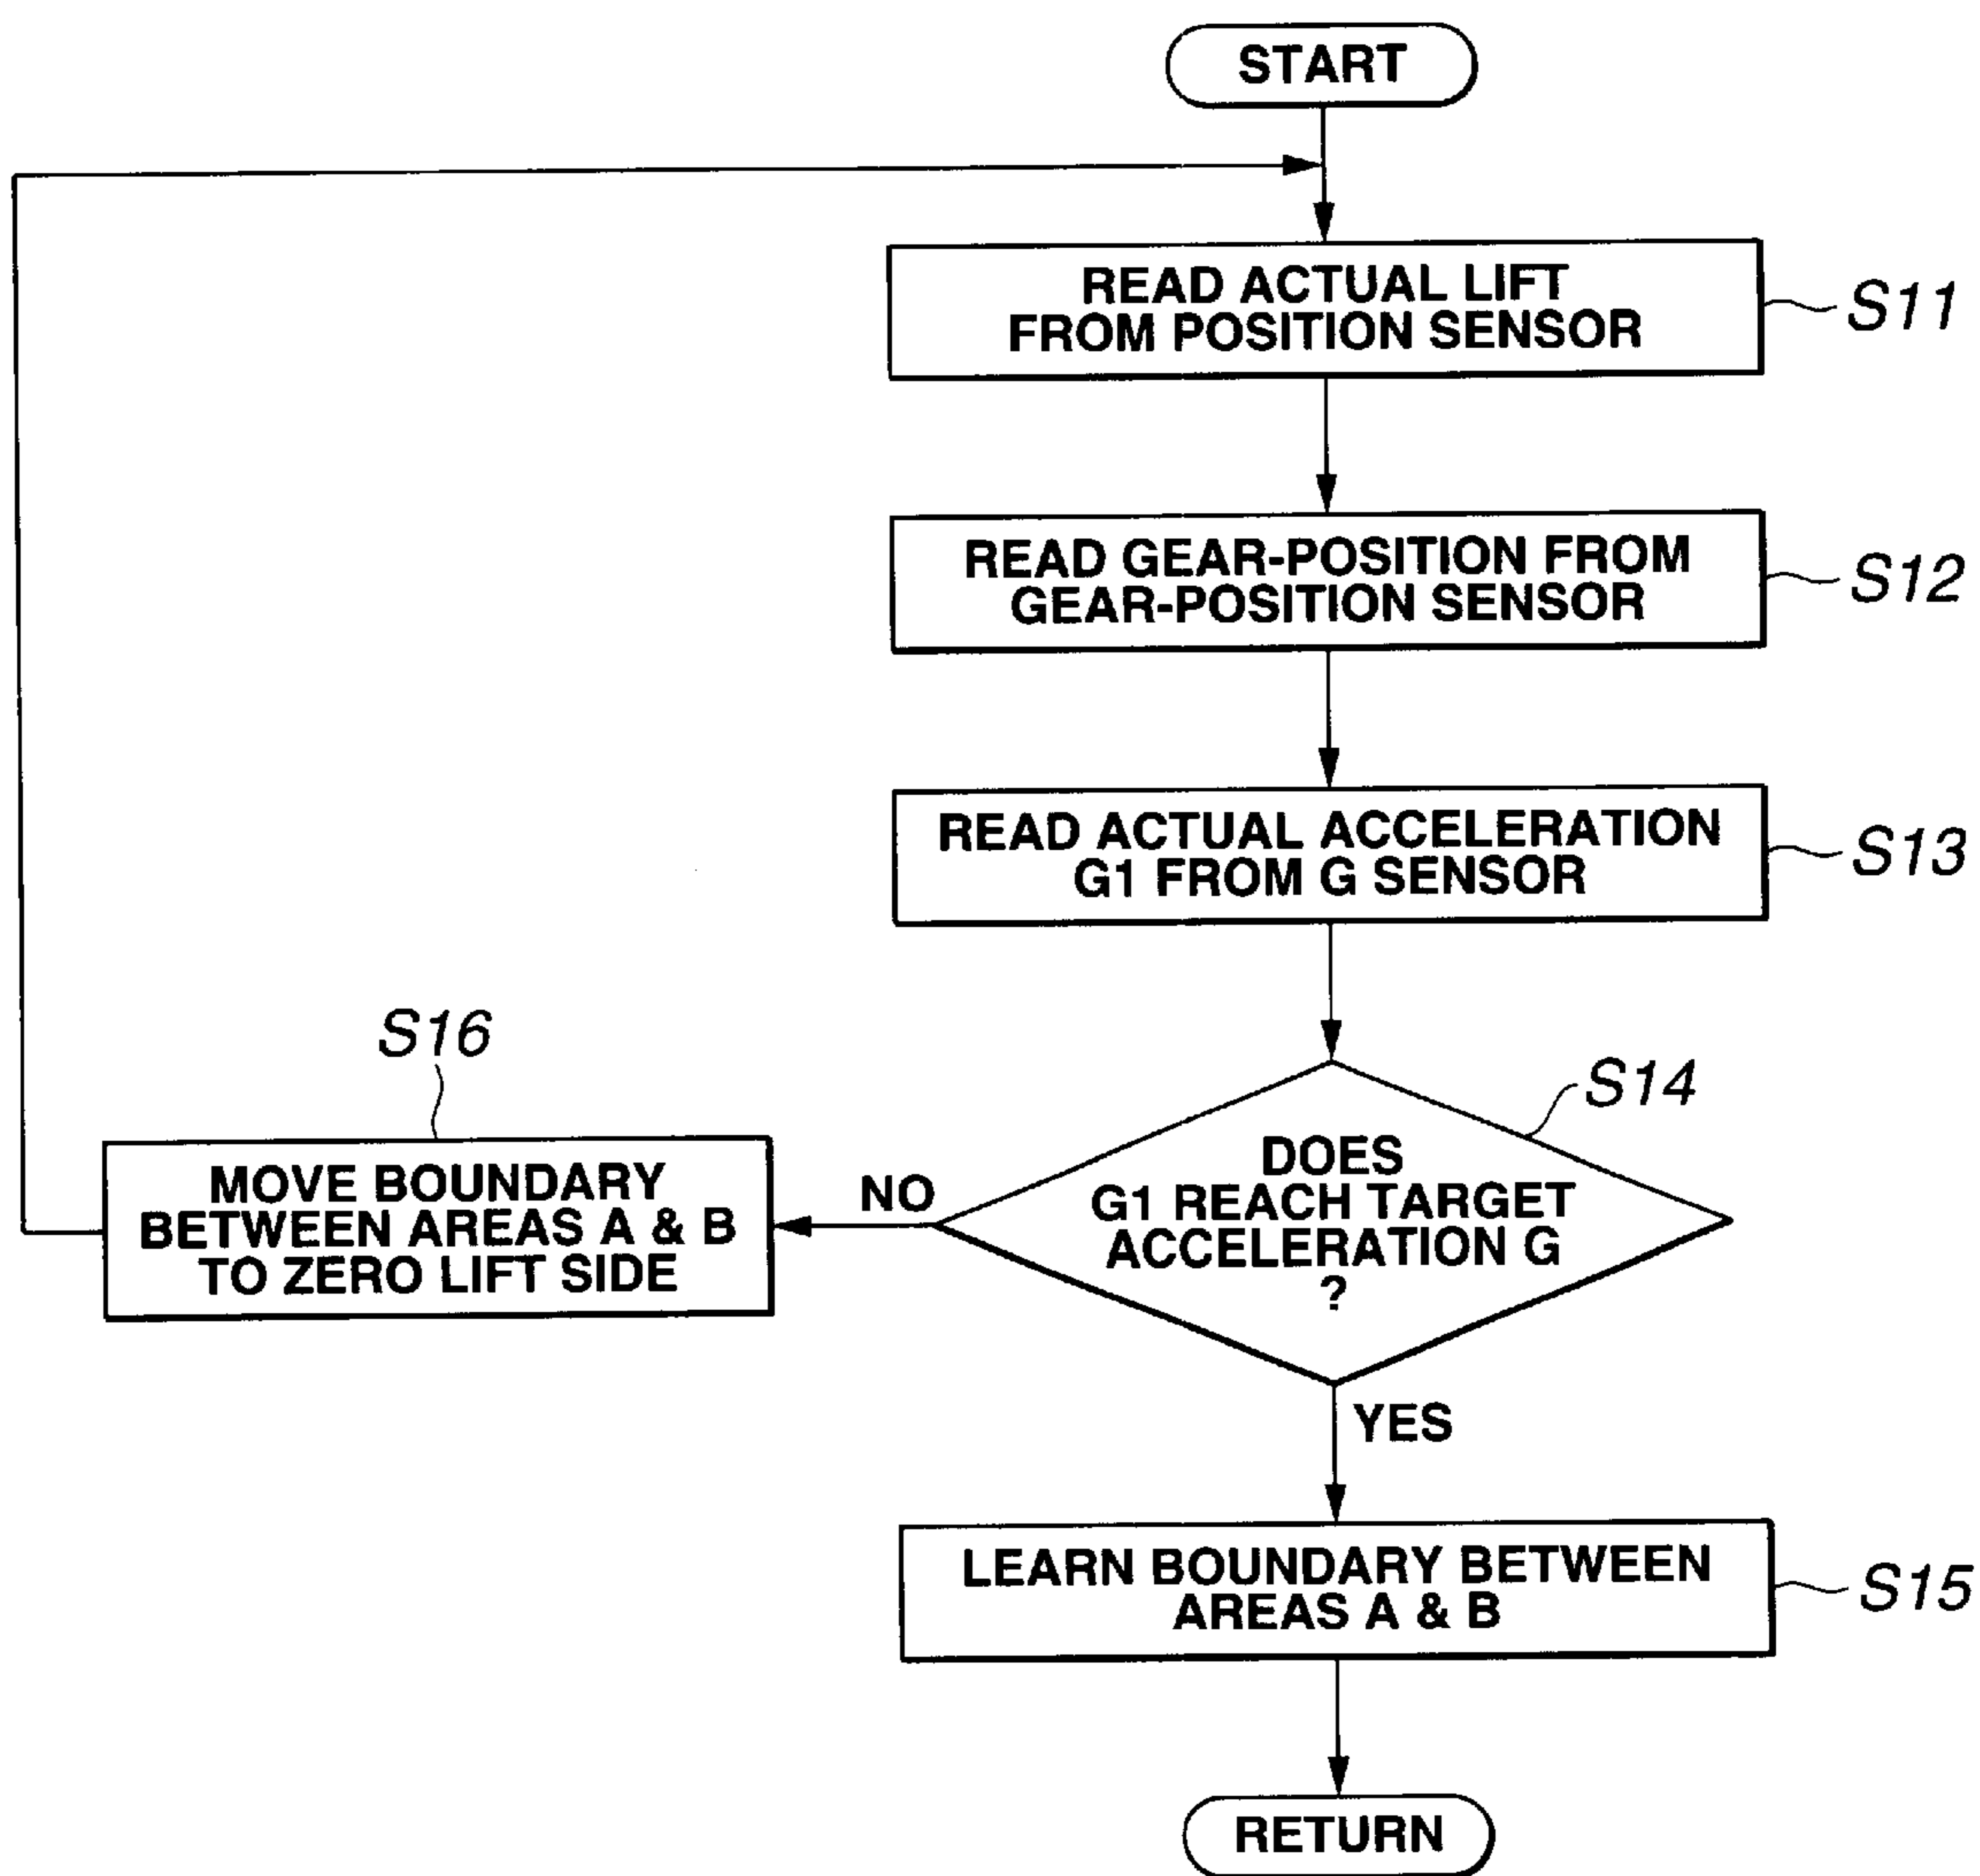 START
READ ACTUAL LIFT
FROM POSITION SENSOR
S11
READ GEAR-POSITION FROM
GEAR-POSITION SENSOR
S12
READ ACTUAL ACCELERATION
G1 FROM G SENSOR
S13
S14
DOES
G1 REACH TARGET
ACCELERATION G
?
NO
S16
MOVE BOUNDARY
BETWEEN AREAS A & B
TO ZERO LIFT SIDE
YES
LEARN BOUNDARY BETWEEN
AREAS A & B
S15
RETURN